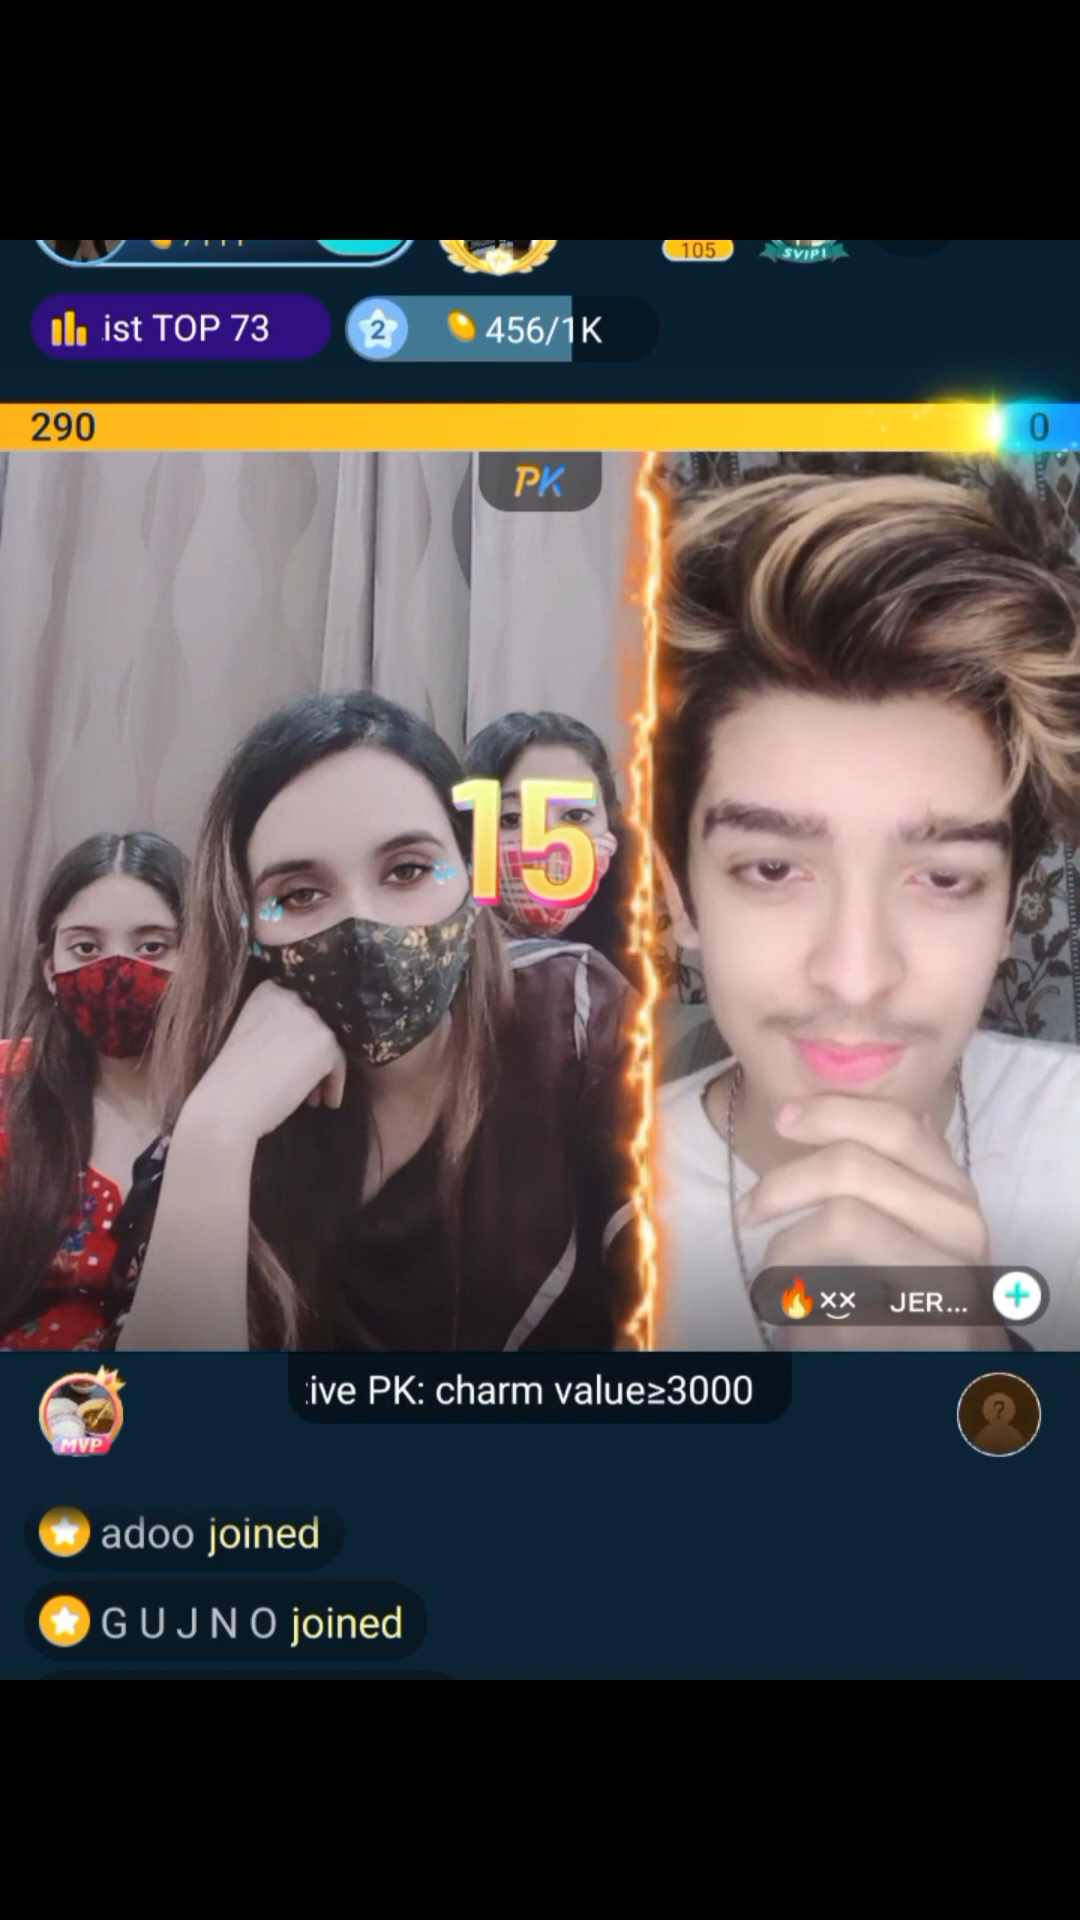 105
SVIP1
ist TOP 73
2
456/1K
290
0
PK
15
🔥xx JER...
ive PK: charm value≥3000
MVP
?
adoo joined
G U J N O joined